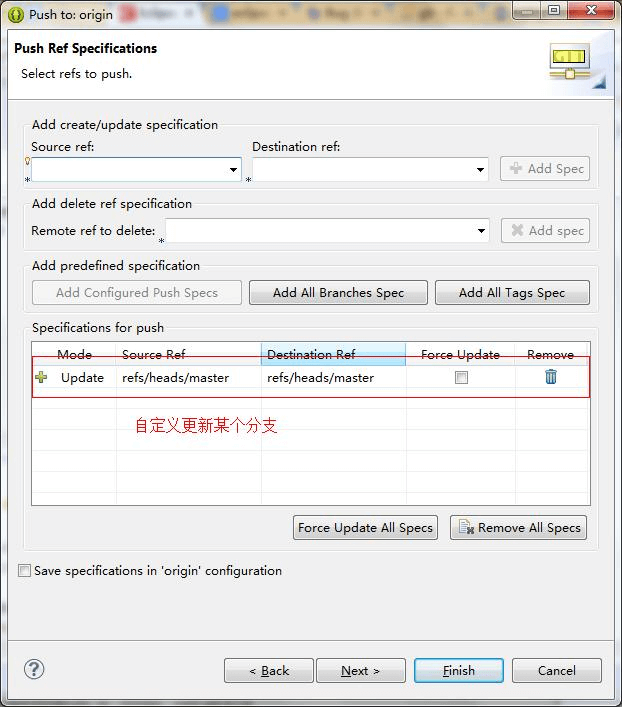 Push to: origin
Push Ref Specifications
Select refs to push.
GIT
Add create/update specification
Source ref:
Destination ref:
Add Spec
Add delete ref specification
Remote ref to delete:
Add spec
Add predefined specification
Add Configured Push Specs
Add All Branches Spec
Add All Tags Spec
Specifications for push
Mode Source Ref Destination Ref Force Update Remove
Update refs/heads/master refs/heads/master
自定义更新某个分支
Force Update All Specs
Remove All Specs
Save specifications in 'origin' configuration
< Back
Next >
Finish
Cancel